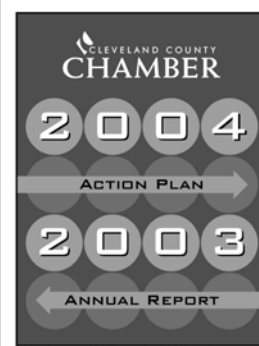 CLEVELAND COUNTY
CHAMBER
2004
ACTION PLAN
2003
ANNUAL REPORT